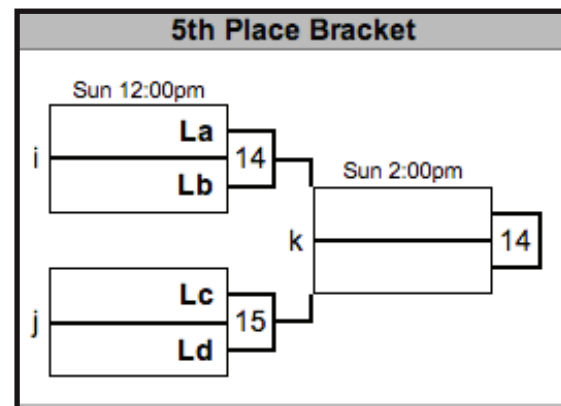 5th Place Bracket
Sun 12:00pm
La
i
14
Lb
Sun 2:00pm
k
14
Lc
j
15
Ld